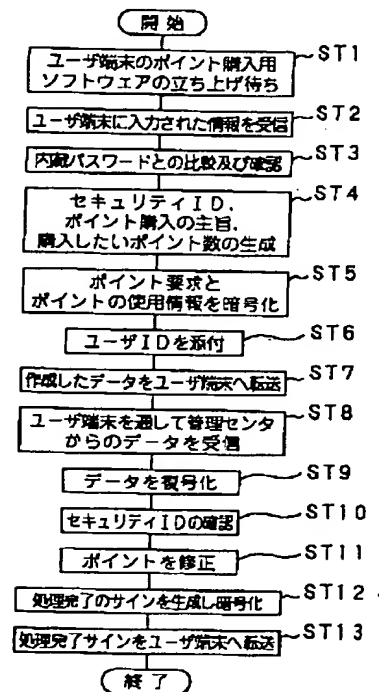 開始
ユーザ端末のポイント購入用
ソフトウェアの立ち上げ待ち
ST1
ユーザ端末に入力された情報を受信
ST2
内蔵パスワードとの比較及び確認
ST3
セキュリティID,
ポイント購入の主旨,
購入したいポイント数の生成
ST4
ポイント要求と
ポイントの使用情報を暗号化
ST5
ユーザIDを添付
ST6
作成したデータをユーザ端末へ転送
ST7
ユーザ端末を通して管理センタ
からのデータを受信
ST8
データを復号化
ST9
セキュリティIDの確認
ST10
ポイントを修正
ST11
処理完了のサインを生成し暗号化
ST12
処理完了サインをユーザ端末へ転送
ST13
終了